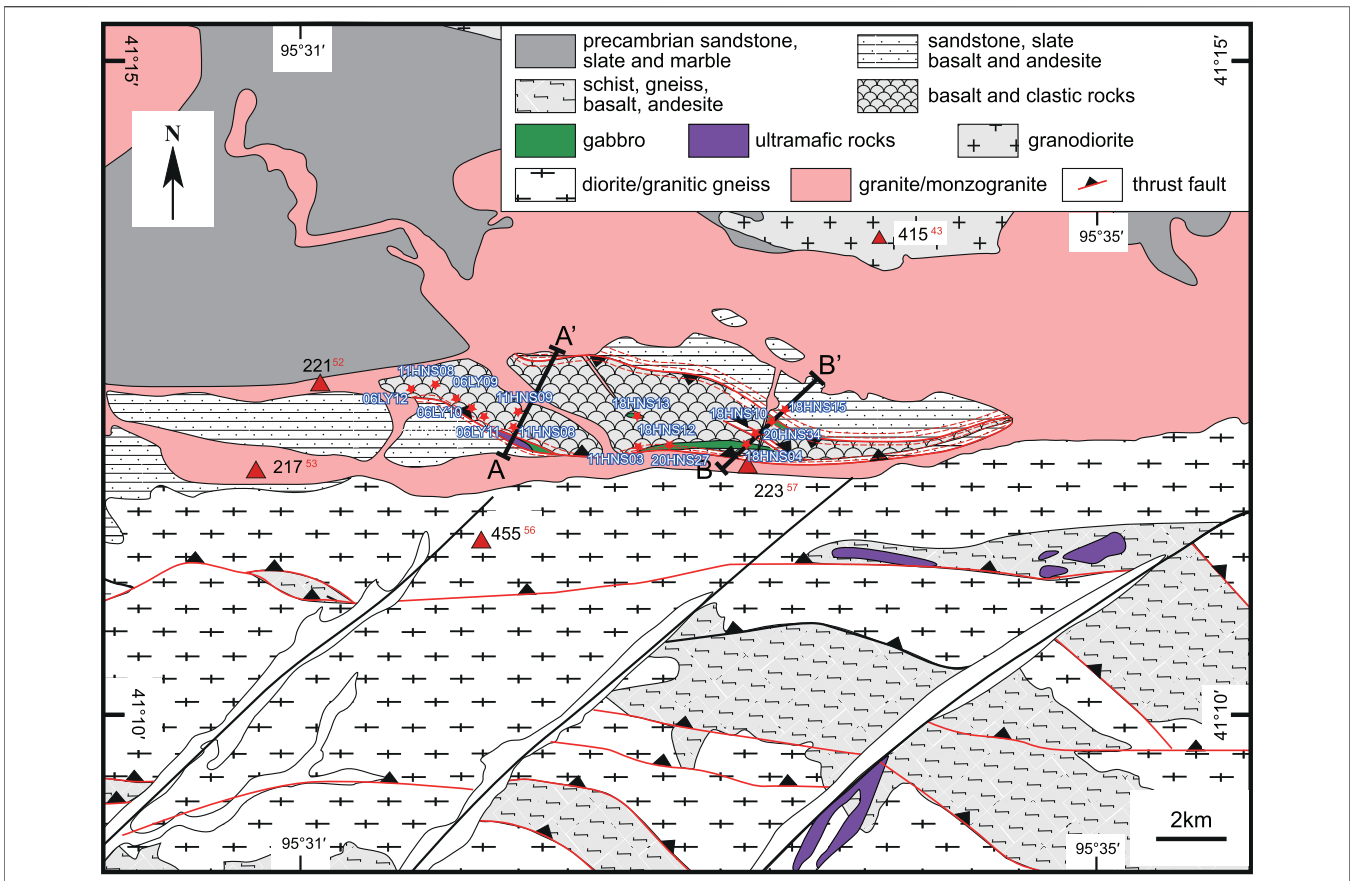 41°15′
95°31′
precambrian sandstone,
slate and marble
sandstone, slate
basalt and andesite
41°15′
schist, gneiss,
basalt, andesite
basalt and clastic rocks
N
gabbro
ultramafic rocks
granodiorite
diorite/granitic gneiss
granite/monzogranite
thrust fault
415 43
95°35′
A'
B'
221 52
11HNS08
06LY09
06LY12
11HNS09
06LY10
18HNS13
18HNS10
18HNS15
06LY11
11HNS08
18HNS12
20HNS34
11HNS03
20HNS27
18HNS04
A
B
217 53
223 57
455 56
41°10′
41°10′
2km
95°31′
95°35′